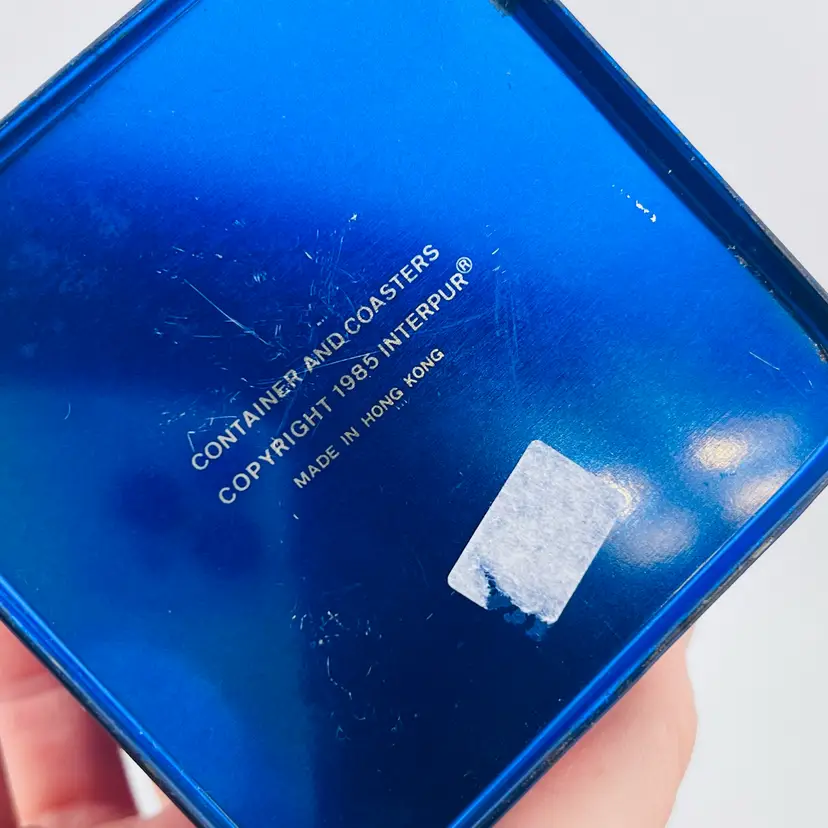 CONTAINER AND COASTERS
COPYRIGHT 1985 INTERPUR®
MADE IN HONG KONG